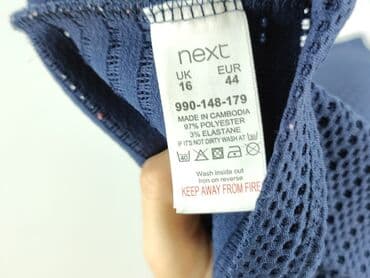 next
UK EUR
16 44
990-148-179
MADE IN CAMBODIA
97% POLYESTER
3% ELASTANE
IF IT'S NOT DIRTY WASH AT
Wash inside out
Iron on reverse
KEEP AWAY FROM FIRE